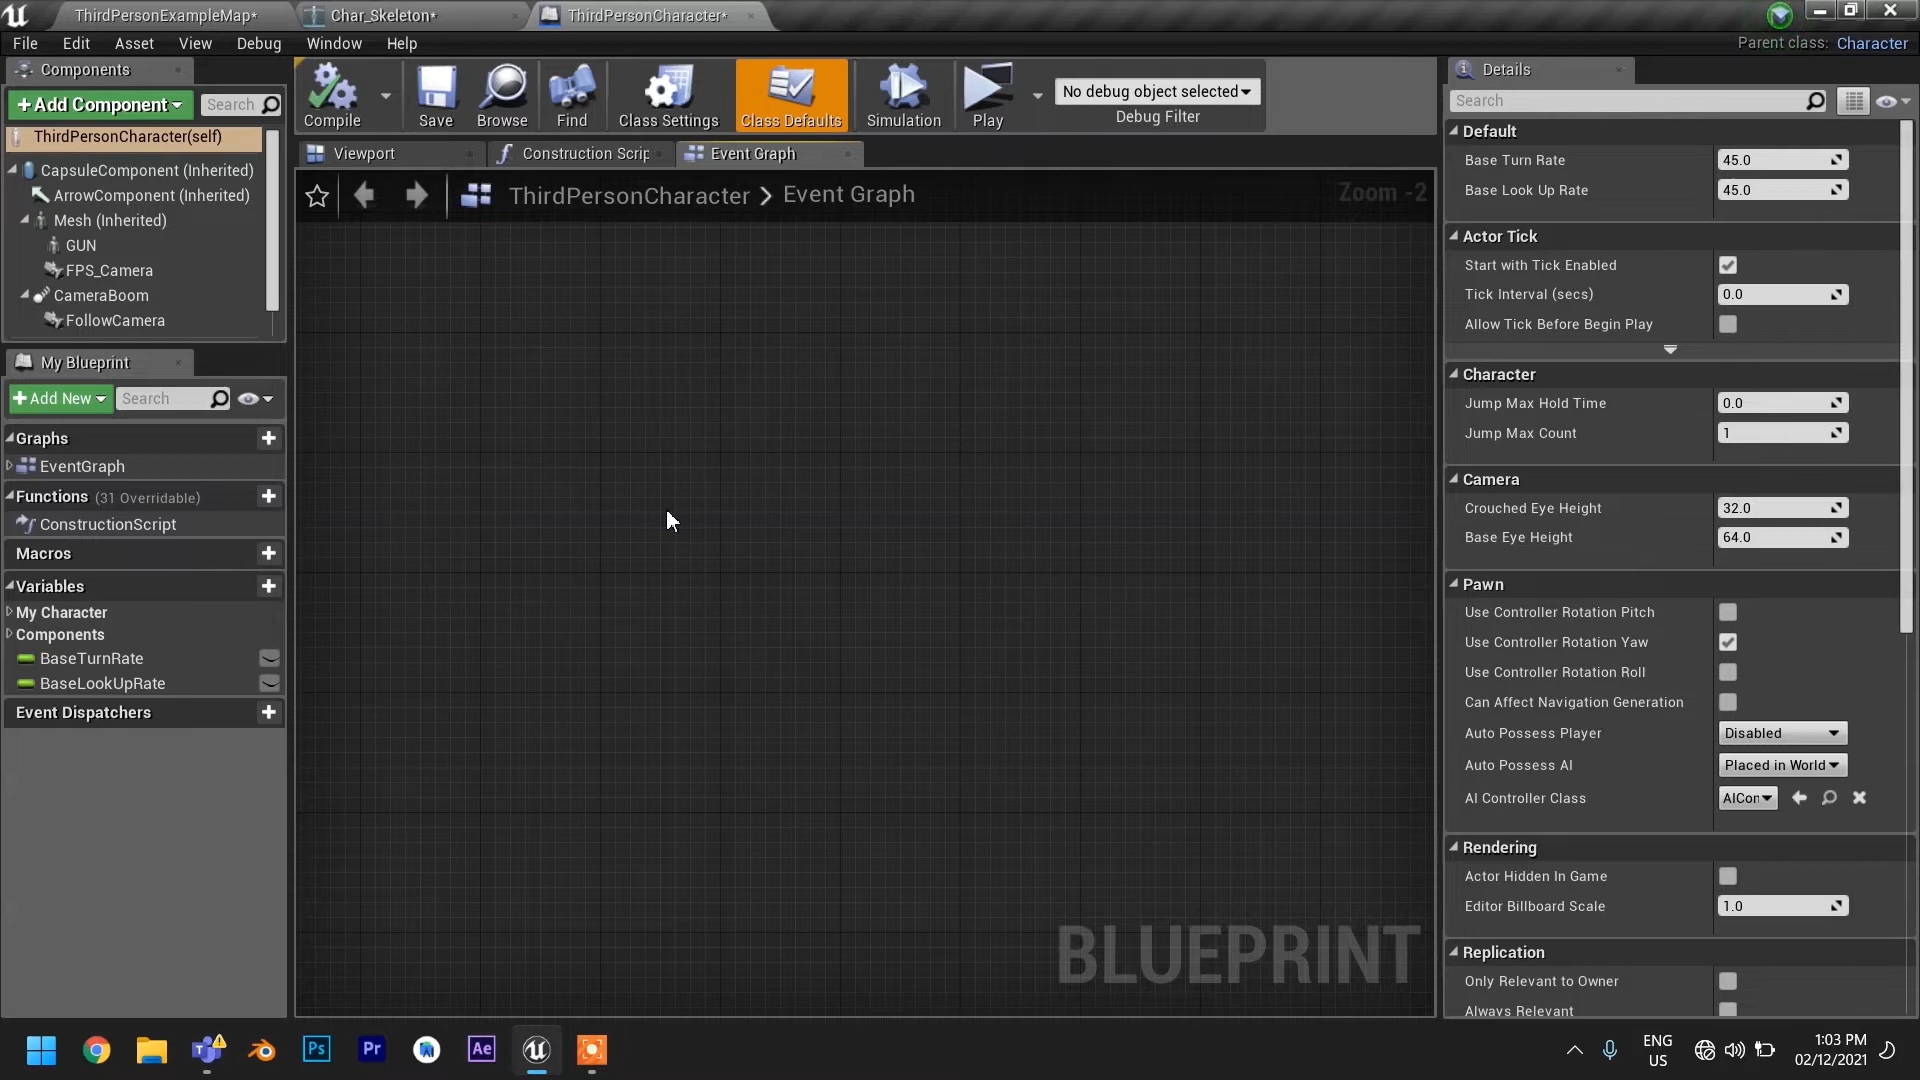 ThirdPersonExampleMap*
Char_Skeleton*
ThirdPersonCharacter*
File Edit Asset View Debug Window Help
Parent class: Character
Components
+Add Component
Search
ThirdPersonCharacter(self)
CapsuleComponent (Inherited)
ArrowComponent (Inherited)
Mesh (Inherited)
GUN
FPS_Camera
CameraBoom
FollowCamera
My Blueprint
+Add New
Search
Graphs
EventGraph
Functions (31 Overridable)
ConstructionScript
Macros
Variables
My Character
Components
BaseTurnRate
BaseLookUpRate
Event Dispatchers
Compile
Save
Browse
Find
Class Settings
Class Defaults
Simulation
Play
No debug object selected
Debug Filter
Viewport
Construction Scrip
Event Graph
ThirdPersonCharacter > Event Graph
Zoom -2
BLUEPRINT
Details
Search
Default
Base Turn Rate 45.0
Base Look Up Rate 45.0
Actor Tick
Start with Tick Enabled
Tick Interval (secs) 0.0
Allow Tick Before Begin Play
Character
Jump Max Hold Time 0.0
Jump Max Count 1
Camera
Crouched Eye Height 32.0
Base Eye Height 64.0
Pawn
Use Controller Rotation Pitch
Use Controller Rotation Yaw
Use Controller Rotation Roll
Can Affect Navigation Generation
Auto Possess Player Disabled
Auto Possess AI Placed in World
AI Controller Class AICon
Rendering
Actor Hidden In Game
Editor Billboard Scale 1.0
Replication
Only Relevant to Owner
Always Relevant
Ps
Pr
Ae
ENG
US
1:03 PM
02/12/2021